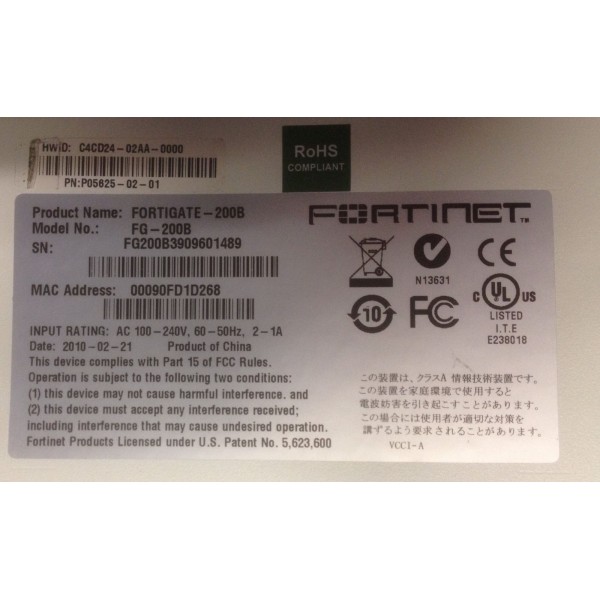 HWID: C4CD24-02AA-0000
PN:P05625-02-01
RoHS
COMPLIANT
Product Name: FORTIGATE-200B
Model No.: FG-200B
SN: FG200B3909601489
MAC Address: 00090FD1D268
INPUT RATING: AC 100-240V, 60-50Hz, 2-1A
Date: 2010-02-21 Product of China
This device complies with Part 15 of FCC Rules.
Operation is subject to the following two conditions:
(1) this device may not cause harmful interference. and
(2) this device must accept any interference received;
including interference that may cause undesired operation.
Fortinet Products Licensed under U.S. Patent No. 5,623,600
FORTINET™
N13631
CE
10
FC
C UL US
LISTED
I.T.E
E238018
この装置は、クラスA 情報技術装置です。
この装置を家庭環境で使用すると
電波妨害を引き起こすことがあります。
この場合には使用者が適切な対策を
講ずるよう要求されることがあります。
VCCI-A